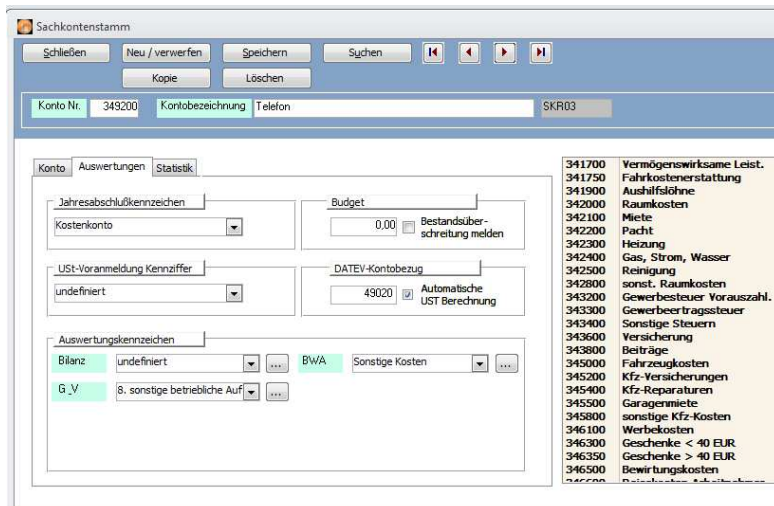 Sachkontenstamm
Schließen Neu / verwerfen Speichern Suchen
Kopie Löschen
Konto Nr. 349200 Kontobezeichnung Telefon SKR03
Konto Auswertungen Statistik
Jahresabschlußkennzeichen
Kostenkonto
Budget
0,00 Bestandsüber-
schreitung melden
USt-Voranmeldung Kennziffer
undefiniert
DATEV-Kontobezug
49020 Automatische
UST Berechnung
Auswertungskennzeichen
Bilanz undefiniert ... BWA Sonstige Kosten ...
G_V 8. sonstige betriebliche Auf ...
341700 Vermögenswirksame Leist.
341750 Fahrkostenerstattung
341900 Aushilfslöhne
342000 Raumkosten
342100 Miete
342200 Pacht
342300 Heizung
342400 Gas, Strom, Wasser
342500 Reinigung
342800 sonst. Raumkosten
343200 Gewerbesteuer Vorauszahl.
343300 Gewerbeertragssteuer
343400 Sonstige Steuern
343600 Versicherung
343800 Beiträge
345000 Fahrzeugkosten
345200 Kfz-Versicherungen
345400 Kfz-Reparaturen
345500 Garagenmiete
345800 sonstige Kfz-Kosten
346100 Werbekosten
346300 Geschenke < 40 EUR
346350 Geschenke > 40 EUR
346500 Bewirtungskosten